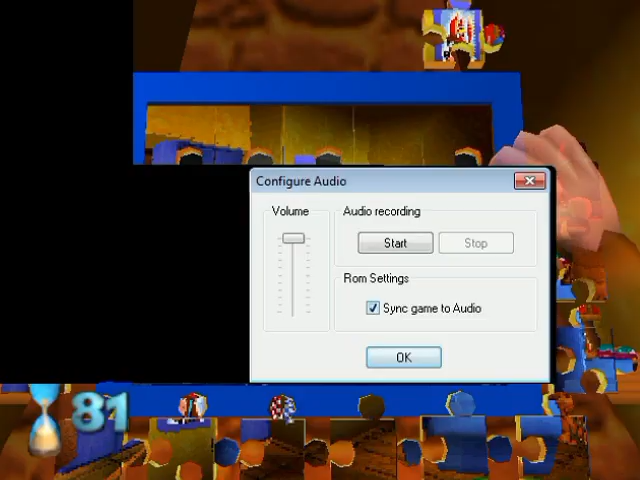 Configure Audio
Volume
Audio recording
Start
Stop
Rom Settings
Sync game to Audio
OK
81